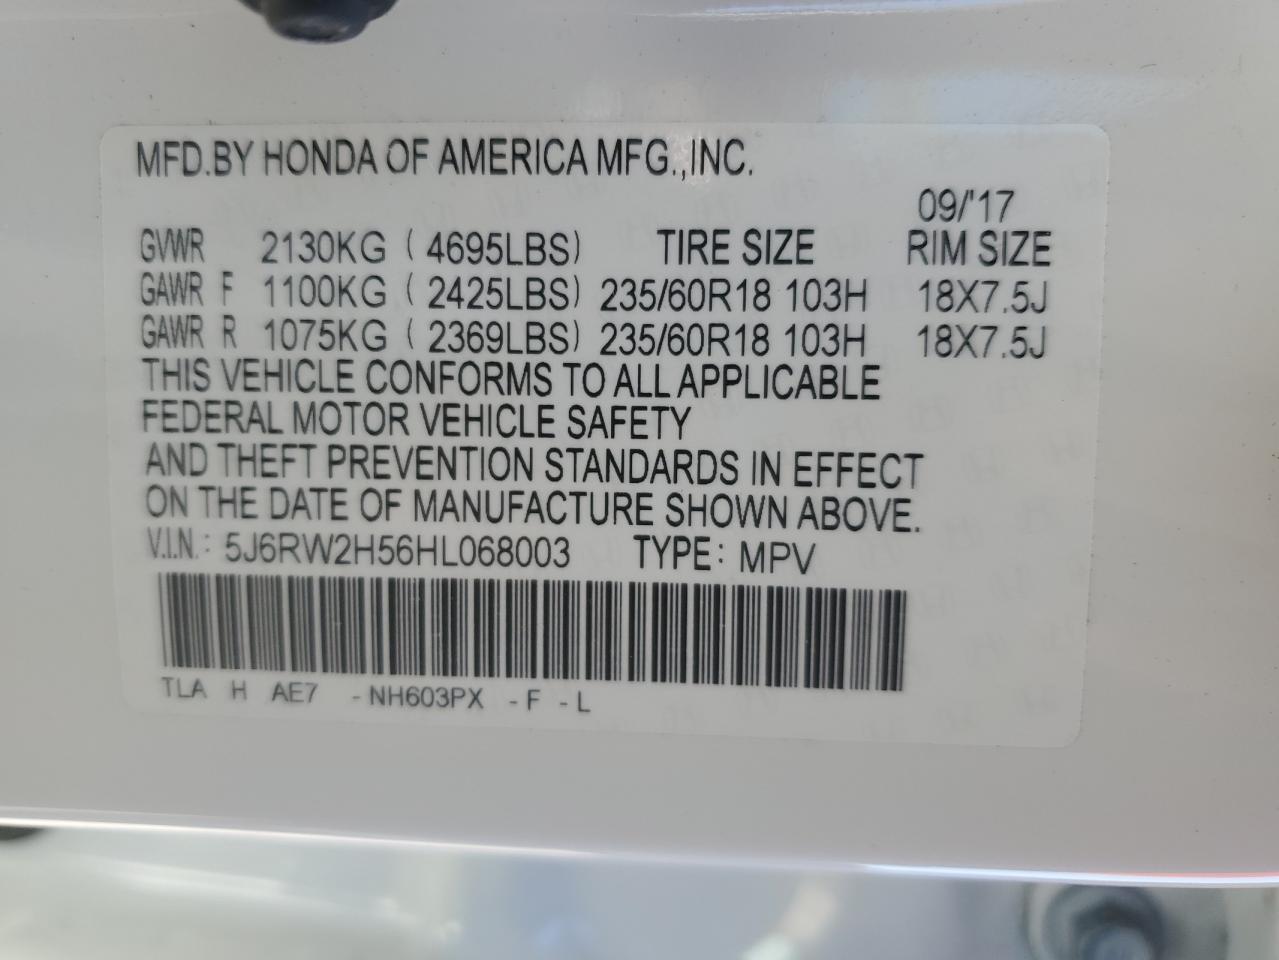 MFD.BY HONDA OF AMERICA MFG.,INC.
09/'17
GVWR 2130KG ( 4695LBS) TIRE SIZE RIM SIZE
GAWR F 1100KG ( 2425LBS) 235/60R18 103H 18X7.5J
GAWR R 1075KG ( 2369LBS) 235/60R18 103H 18X7.5J
THIS VEHICLE CONFORMS TO ALL APPLICABLE
FEDERAL MOTOR VEHICLE SAFETY
AND THEFT PREVENTION STANDARDS IN EFFECT
ON THE DATE OF MANUFACTURE SHOWN ABOVE.
V.I.N.: 5J6RW2H56HL068003 TYPE: MPV
TLA H AE7 -NH603PX -F -L